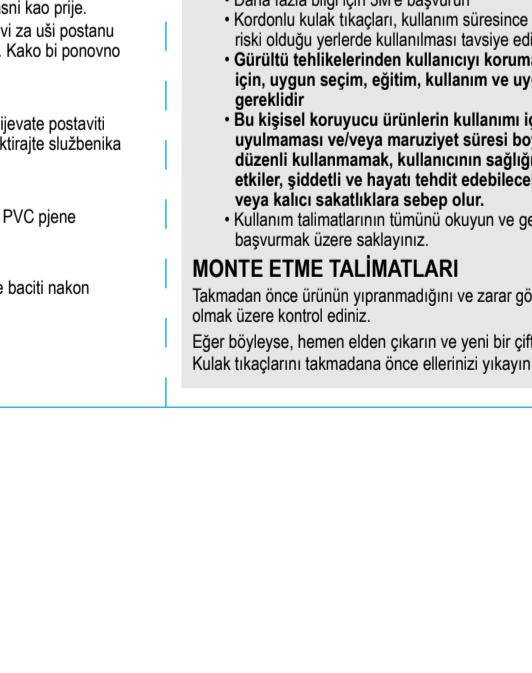 sni kao prije.
vi za uši postanu
. Kako bi ponovno
ijevate postaviti
ktirajte službenika
PVC pjene
e baciti nakon
• Daha fazla bilgi için 3M'e başvurun
• Kordonlu kulak tıkaçları, kullanım süresince
riski olduğu yerlerde kullanılması tavsiye edi
• Gürültü tehlikelerinden kullanıcıyı koruma
için, uygun seçim, eğitim, kullanım ve uy
gereklidir
• Bu kişisel koruyucu ürünlerin kullanımı iç
uyulmaması ve/veya maruziyet süresi boy
düzenli kullanmamak, kullanıcının sağlığı
etkiler, şiddetli ve hayatı tehdit edebilece
veya kalıcı sakatlıklara sebep olur.
• Kullanım talimatlarının tümünü okuyun ve ge
başvurmak üzere saklayınız.
MONTE ETME TALİMATLARI
Takmadan önce ürünün yıpranmadığını ve zarar gö
olmak üzere kontrol ediniz.
Eğer böyleyse, hemen elden çıkarın ve yeni bir çift
Kulak tıkaçlarını takmadana önce ellerinizi yıkayın